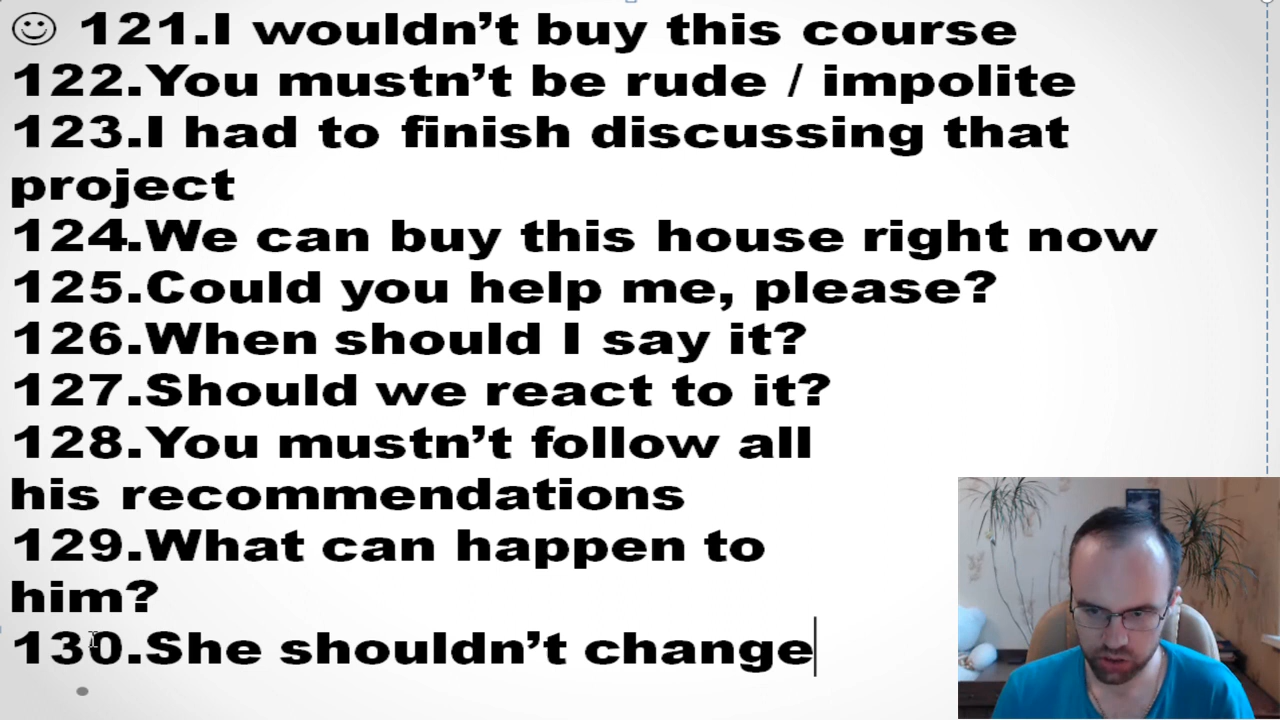 ☺ 121.I wouldn’t buy this course
122.You mustn’t be rude / impolite
123.I had to finish discussing that
project
124.We can buy this house right now
125.Could you help me, please?
126.When should I say it?
127.Should we react to it?
128.You mustn’t follow all
his recommendations
129.What can happen to
him?
130.She shouldn’t change